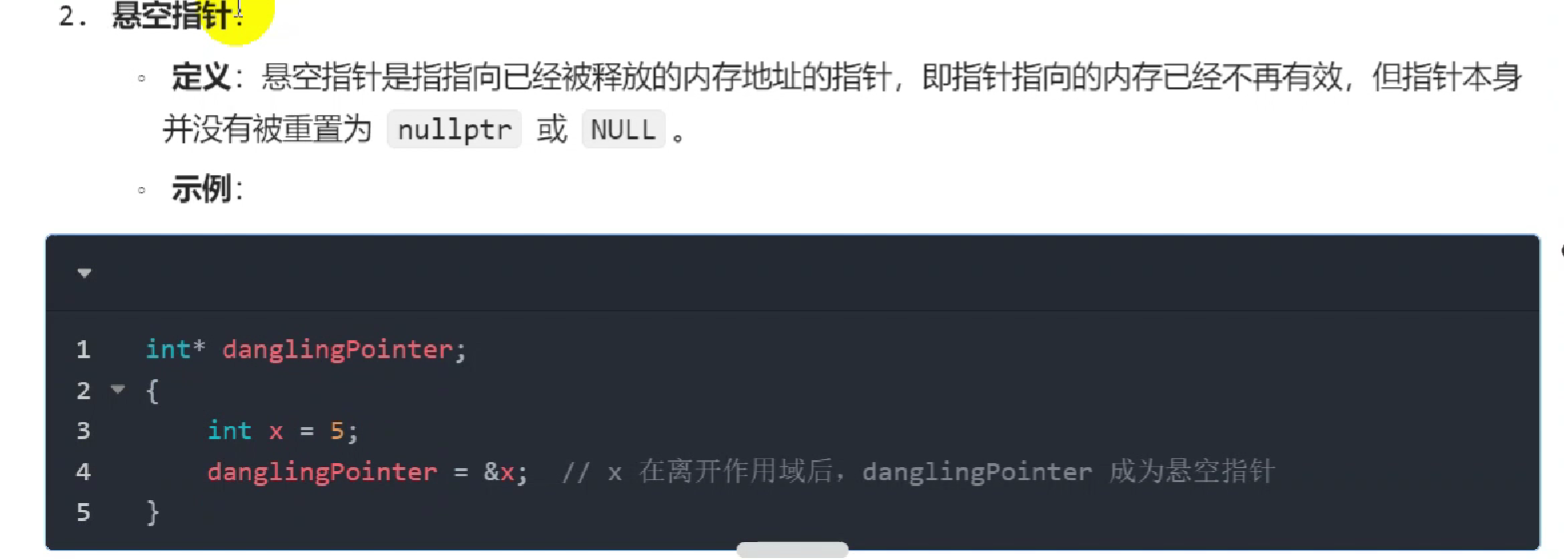 2. 悬空指针:
◦ 定义：悬空指针是指指向已经被释放的内存地址的指针，即指针指向的内存已经不再有效，但指针本身
并没有被重置为 nullptr 或 NULL 。
◦ 示例：
1 int* danglingPointer;
2 {
3 int x = 5;
4 danglingPointer = &x; // x 在离开作用域后，danglingPointer 成为悬空指针
5 }